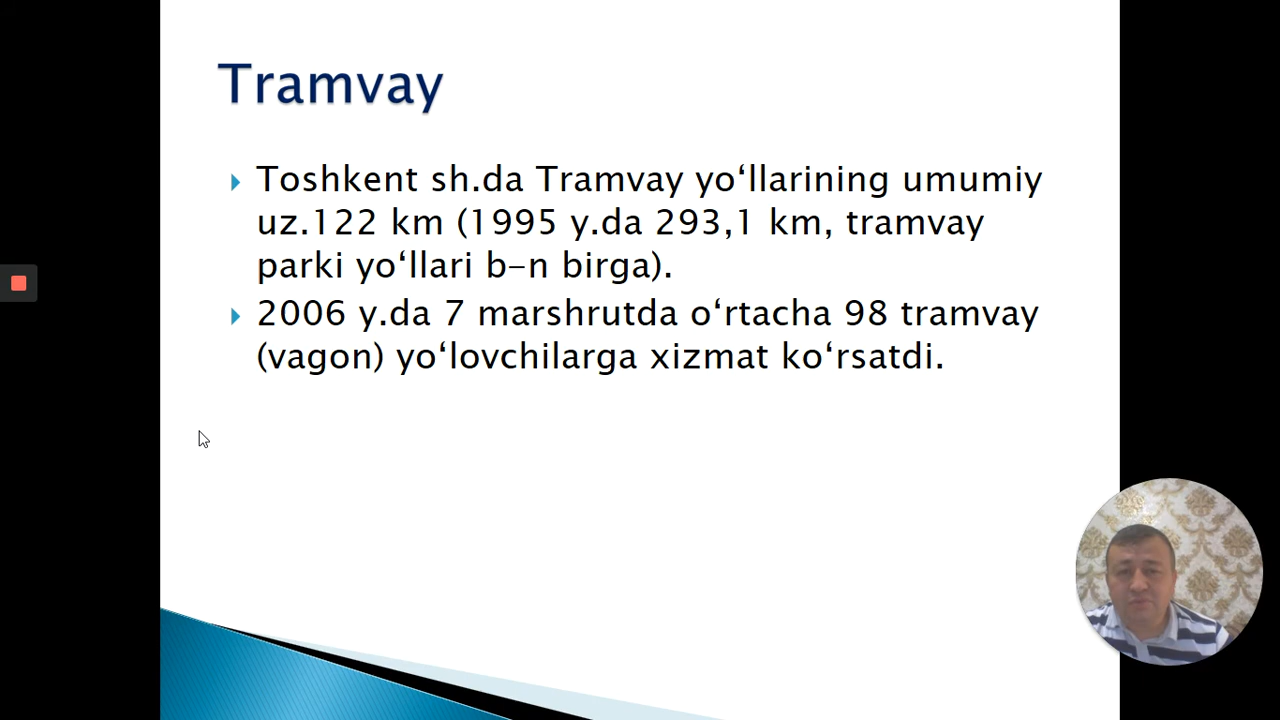 Tramvay
Toshkent sh.da Tramvay yo‘llarining umumiy
uz.122 km (1995 y.da 293,1 km, tramvay
parki yo‘llari b-n birga).
2006 y.da 7 marshrutda o‘rtacha 98 tramvay
(vagon) yo‘lovchilarga xizmat ko‘rsatdi.